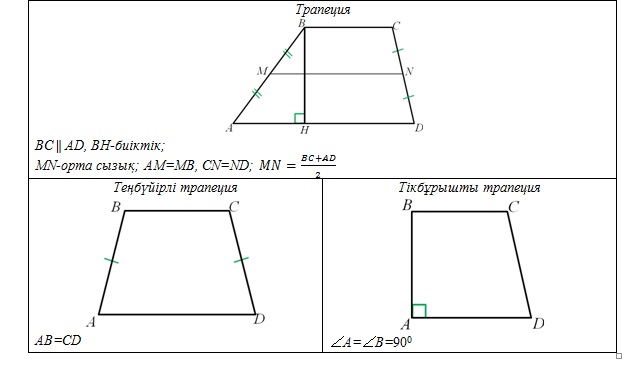 Трапеция
B C
M N
A H D
BC ǁ AD, BH-биіктік;
MN-орта сызық; AM=MB, CN=ND; MN = (BC+AD)/2
Теңбүйірлі трапеция
B C
A D
AB=CD
Тікбұрышты трапеция
B C
A D
∠A=∠B=90⁰